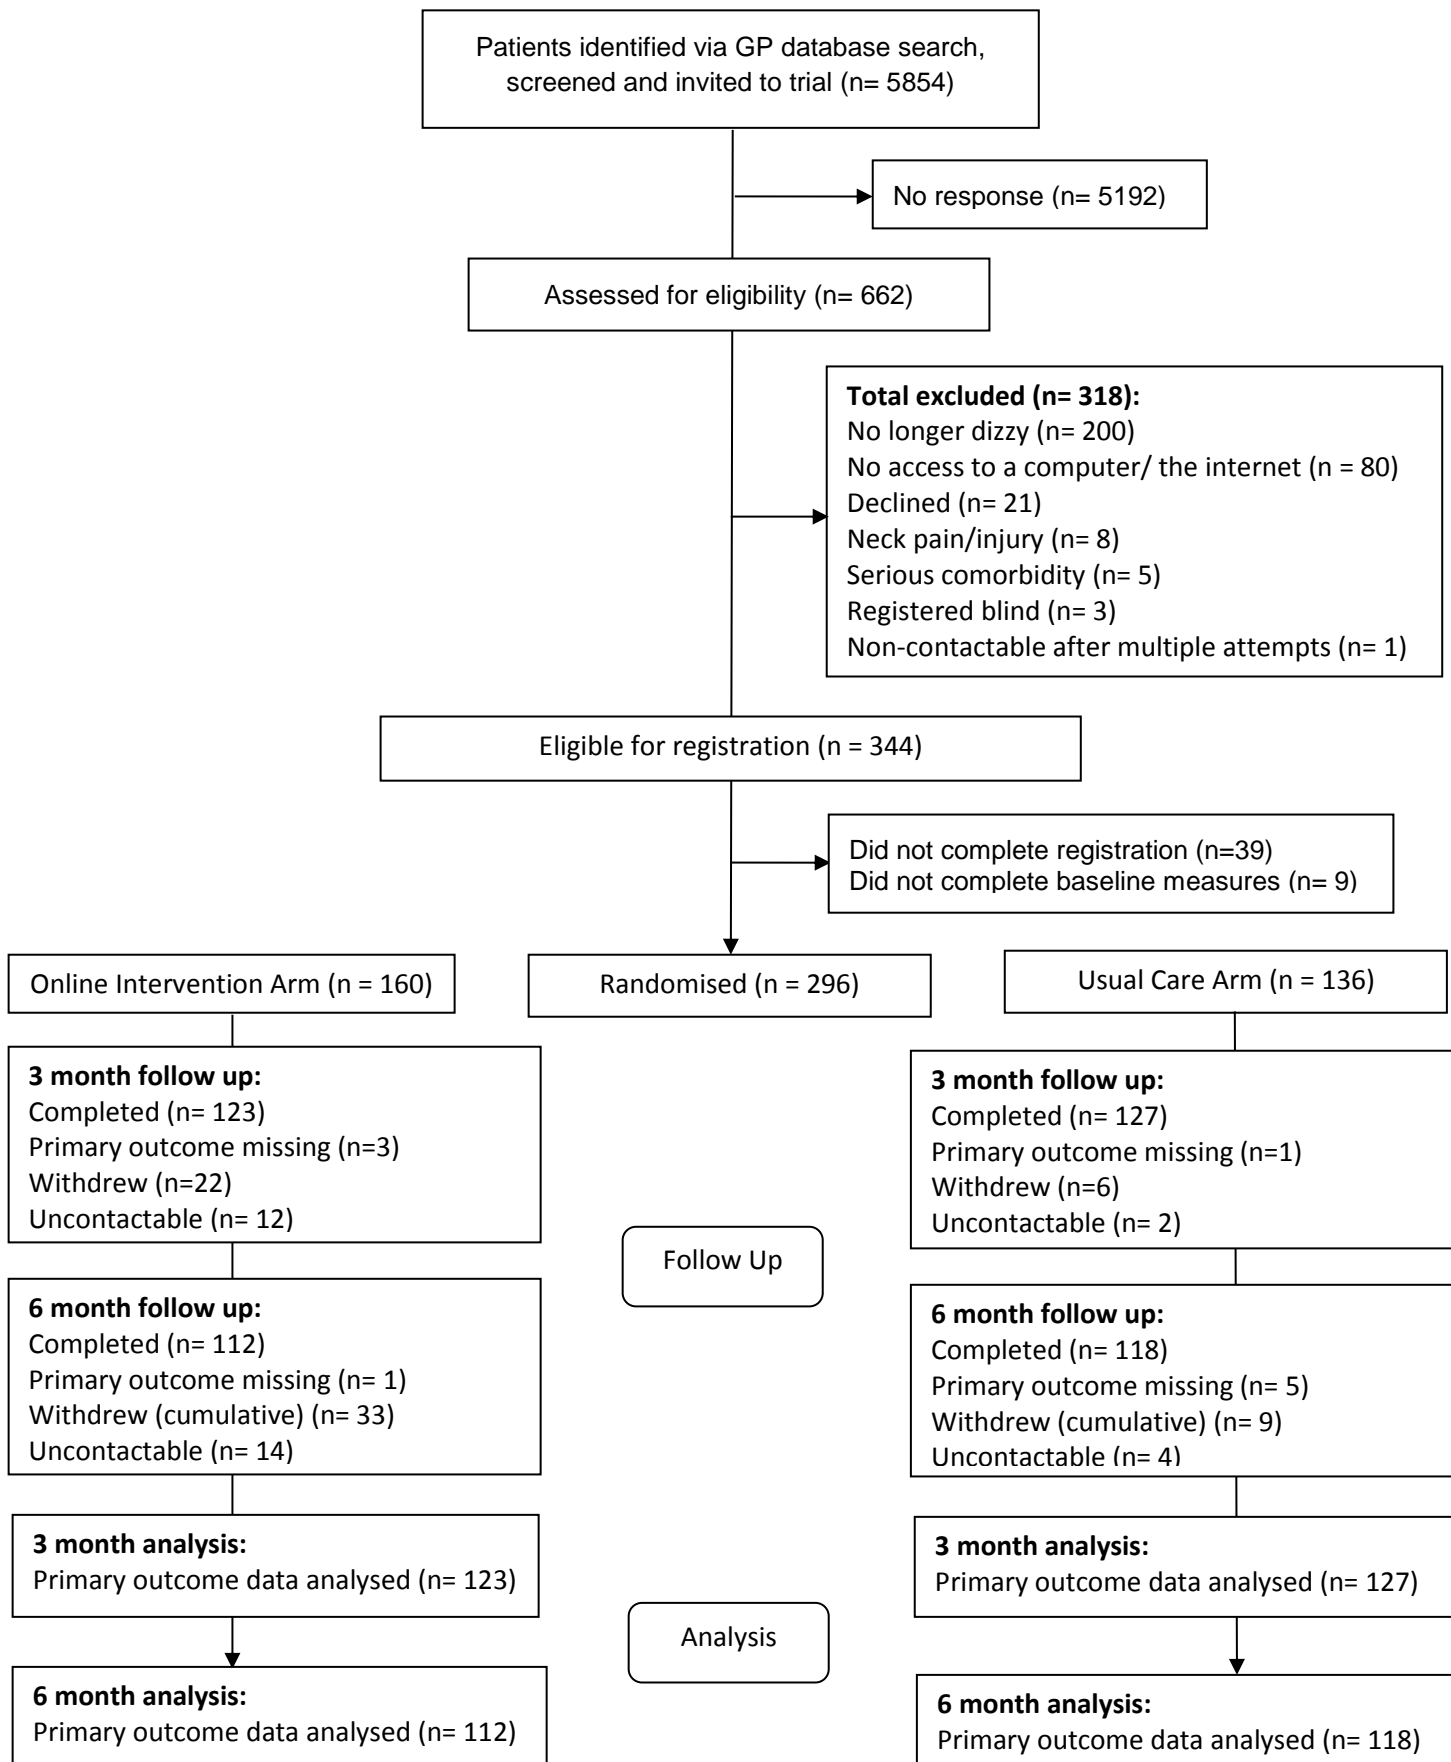 Patients identified via GP database search,
screened and invited to trial (n= 5854)
No response (n= 5192)
Assessed for eligibility (n= 662)
Total excluded (n= 318):
No longer dizzy (n= 200)
No access to a computer/ the internet (n = 80)
Declined (n= 21)
Neck pain/injury (n= 8)
Serious comorbidity (n= 5)
Registered blind (n= 3)
Non-contactable after multiple attempts (n= 1)
Eligible for registration (n = 344)
Did not complete registration (n=39)
Did not complete baseline measures (n= 9)
Online Intervention Arm (n = 160)
Randomised (n = 296)
Usual Care Arm (n = 136)
3 month follow up:
Completed (n= 123)
Primary outcome missing (n=3)
Withdrew (n=22)
Uncontactable (n= 12)
3 month follow up:
Completed (n= 127)
Primary outcome missing (n=1)
Withdrew (n=6)
Uncontactable (n= 2)
Follow Up
6 month follow up:
Completed (n= 112)
Primary outcome missing (n= 1)
Withdrew (cumulative) (n= 33)
Uncontactable (n= 14)
6 month follow up:
Completed (n= 118)
Primary outcome missing (n= 5)
Withdrew (cumulative) (n= 9)
Uncontactable (n= 4)
3 month analysis:
Primary outcome data analysed (n= 123)
3 month analysis:
Primary outcome data analysed (n= 127)
Analysis
6 month analysis:
Primary outcome data analysed (n= 112)
6 month analysis:
Primary outcome data analysed (n= 118)